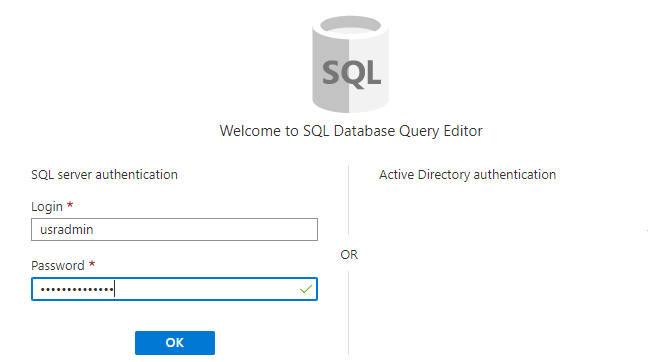 SQL
Welcome to SQL Database Query Editor
SQL server authentication
Login *
usradmin
Password *
••••••••••••••
OK
OR
Active Directory authentication